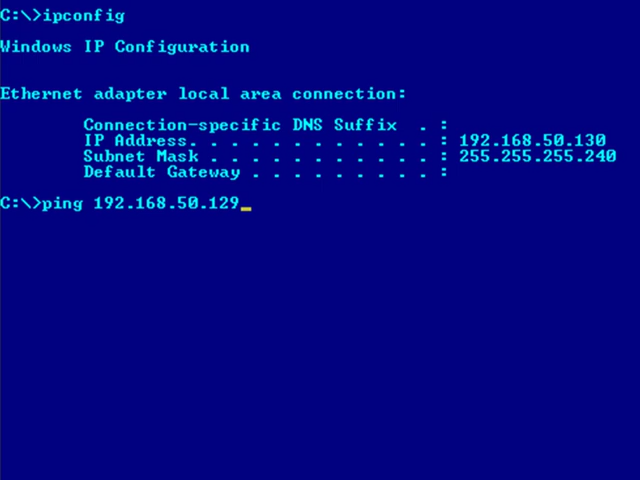 C:\>ipconfig
Windows IP Configuration
Ethernet adapter local area connection:
Connection-specific DNS Suffix . :
IP Address. . . . . . . . . . . . : 192.168.50.130
Subnet Mask . . . . . . . . . . . : 255.255.255.240
Default Gateway . . . . . . . . . :
C:\>ping 192.168.50.129_